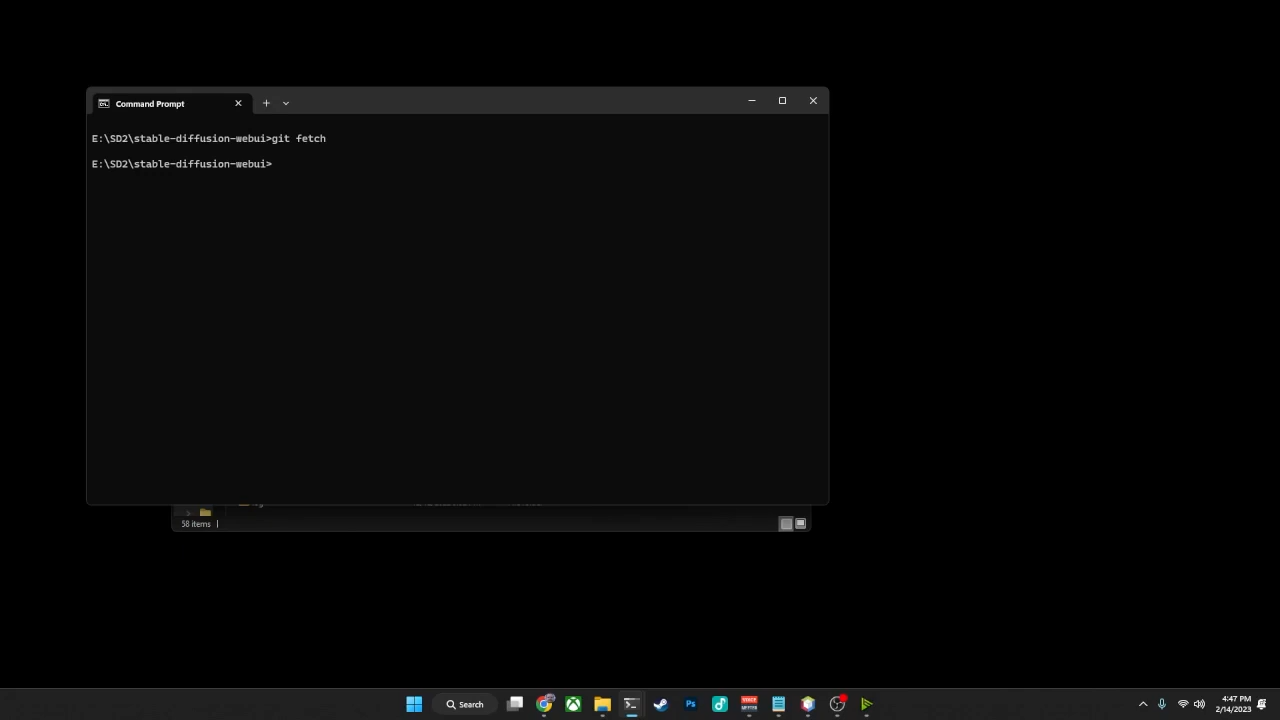 Command Prompt
E:\SD2\stable-diffusion-webui>git fetch
E:\SD2\stable-diffusion-webui>
58 items
Search
Ps
4:47 PM
2/14/2023